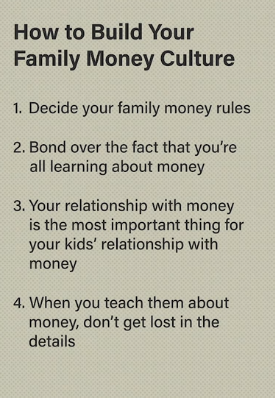 How to Build Your
Family Money Culture
1. Decide your family money rules
2. Bond over the fact that you're
all learning about money
3. Your relationship with money
is the most important thing for
your kids' relationship with
money
4. When you teach them about
money, don't get lost in the
details